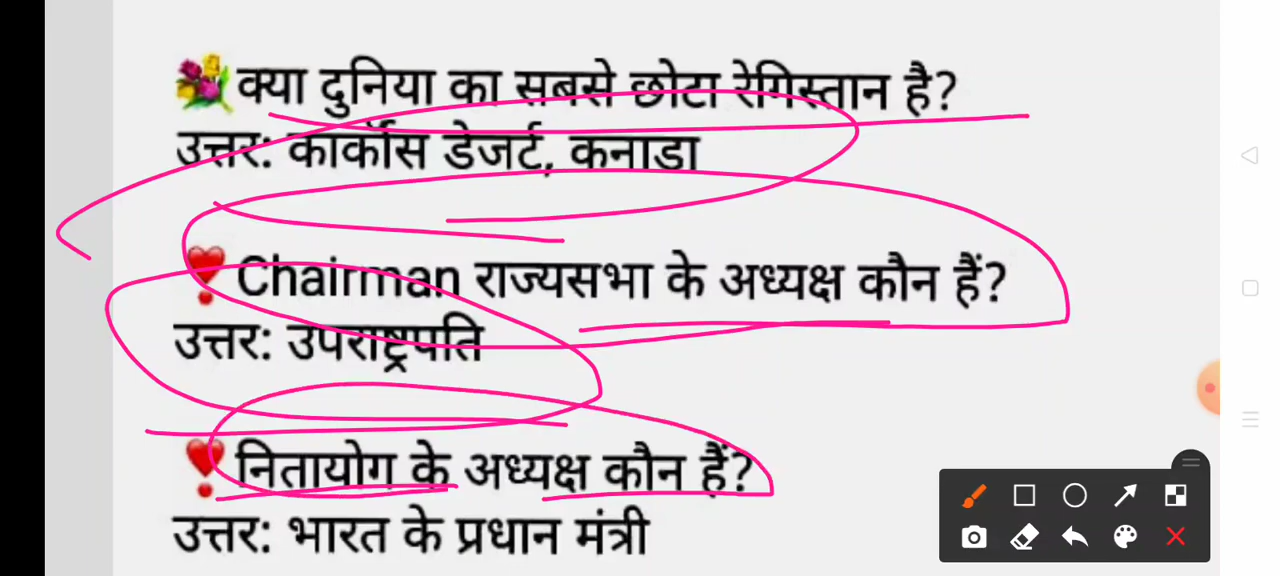 क्या दुनिया का सबसे छोटा रेगिस्तान है?
उत्तर: कार्कोस डेजर्ट, कनाडा
Chairman राज्यसभा के अध्यक्ष कौन हैं?
उत्तर: उपराष्ट्रपति
नितायोग के अध्यक्ष कौन हैं?
उत्तर: भारत के प्रधान मंत्री